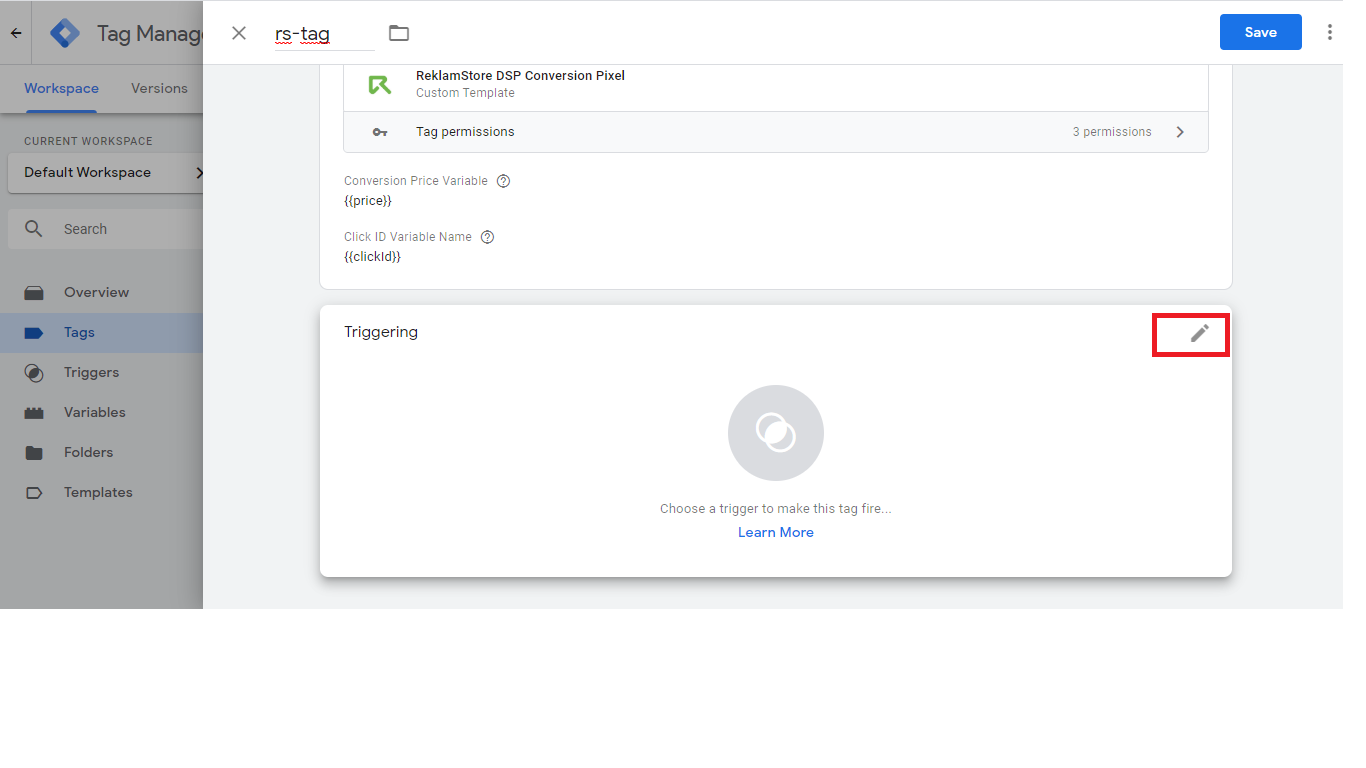 Tag Manag
rs-tag
Save
Workspace
Versions
ReklamStore DSP Conversion Pixel
Custom Template
Tag permissions
3 permissions
CURRENT WORKSPACE
Default Workspace
Conversion Price Variable
{{price}}
Search
Click ID Variable Name
{{clickId}}
Overview
Tags
Triggers
Variables
Folders
Templates
Triggering
Choose a trigger to make this tag fire...
Learn More